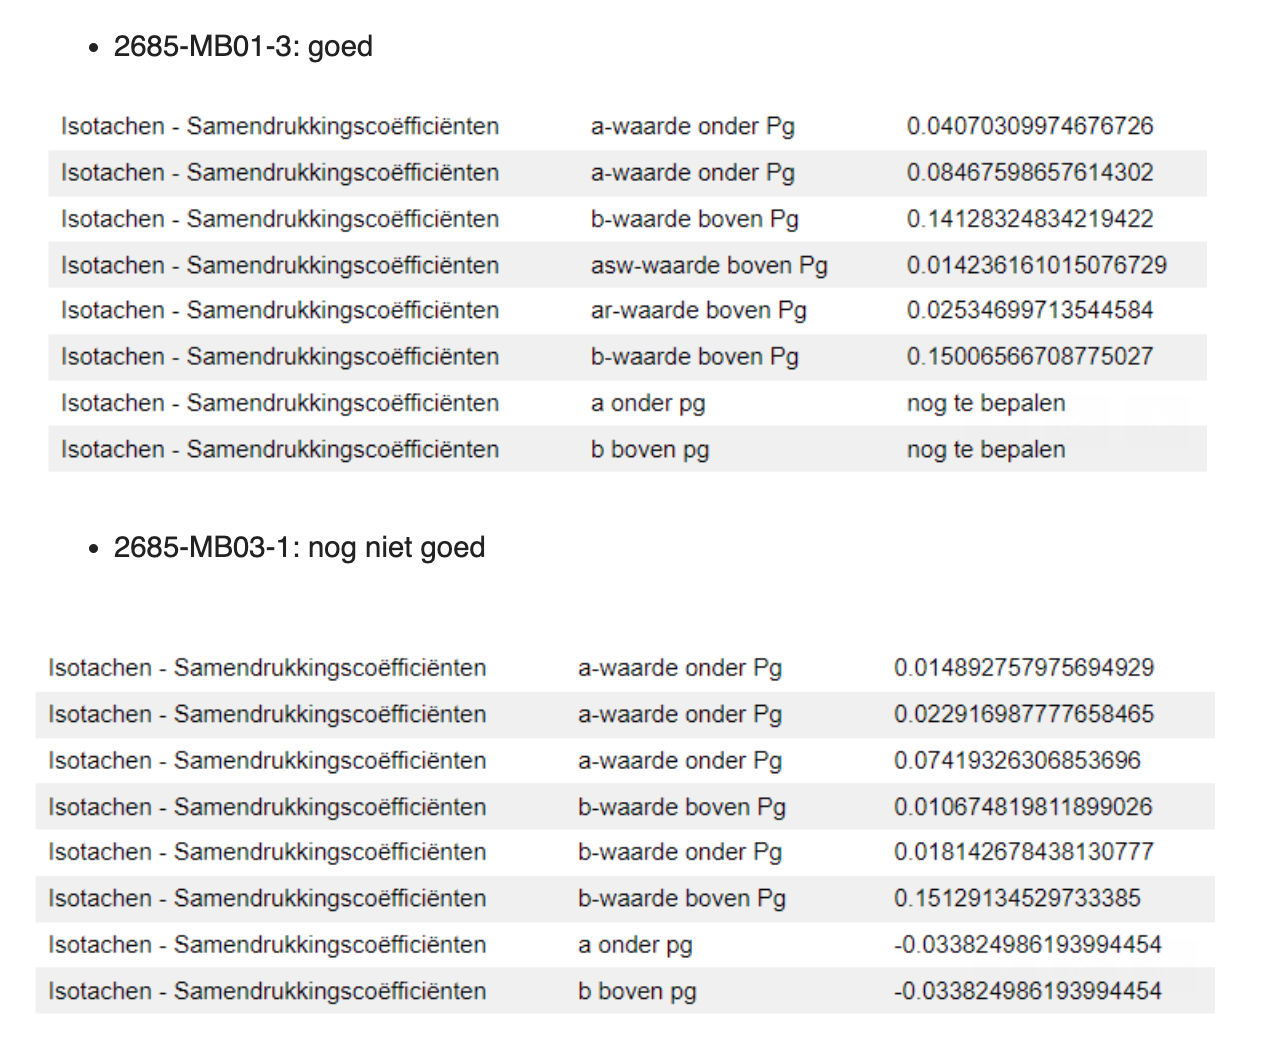 • 2685-MB01-3: goed
Isotachen - Samendrukkingscoëfficiënten a-waarde onder Pg 0.04070309974676726
Isotachen - Samendrukkingscoëfficiënten a-waarde onder Pg 0.08467598657614302
Isotachen - Samendrukkingscoëfficiënten b-waarde boven Pg 0.14128324834219422
Isotachen - Samendrukkingscoëfficiënten asw-waarde boven Pg 0.014236161015076729
Isotachen - Samendrukkingscoëfficiënten ar-waarde boven Pg 0.02534699713544584
Isotachen - Samendrukkingscoëfficiënten b-waarde boven Pg 0.15006566708775027
Isotachen - Samendrukkingscoëfficiënten a onder pg nog te bepalen
Isotachen - Samendrukkingscoëfficiënten b boven pg nog te bepalen
• 2685-MB03-1: nog niet goed
Isotachen - Samendrukkingscoëfficiënten a-waarde onder Pg 0.014892757975694929
Isotachen - Samendrukkingscoëfficiënten a-waarde onder Pg 0.022916987777658465
Isotachen - Samendrukkingscoëfficiënten a-waarde onder Pg 0.07419326306853696
Isotachen - Samendrukkingscoëfficiënten b-waarde boven Pg 0.010674819811899026
Isotachen - Samendrukkingscoëfficiënten b-waarde onder Pg 0.018142678438130777
Isotachen - Samendrukkingscoëfficiënten b-waarde boven Pg 0.15129134529733385
Isotachen - Samendrukkingscoëfficiënten a onder pg -0.033824986193994454
Isotachen - Samendrukkingscoëfficiënten b boven pg -0.033824986193994454